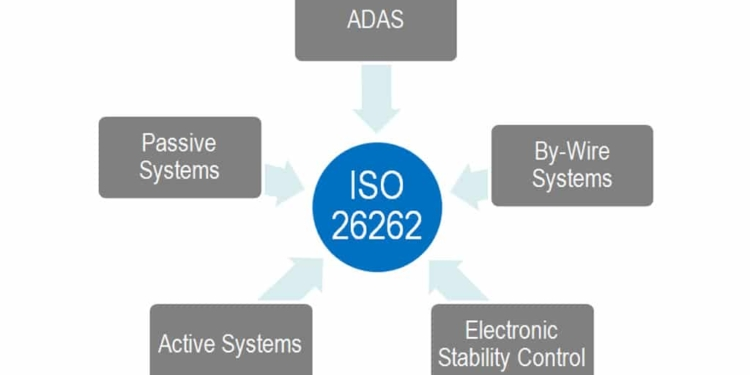 ADAS
Passive
Systems
By-Wire
Systems
ISO
26262
Active Systems
Electronic
Stability Control